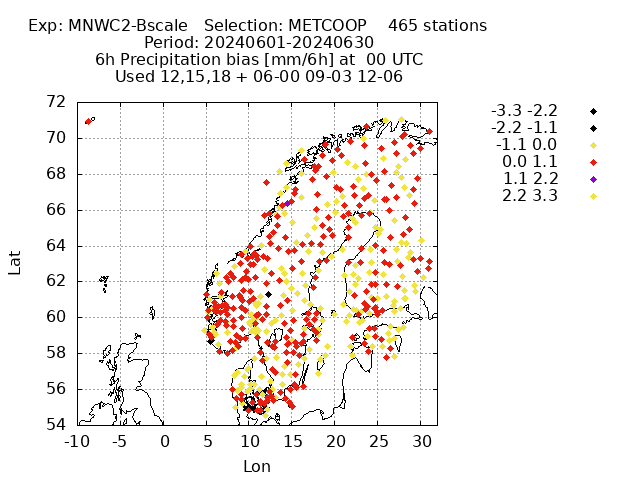 Exp: MNWC2-Bscale   Selection: METCOOP    465 stations
Period: 20240601-20240630
6h Precipitation bias [mm/6h] at  00 UTC
Used 12,15,18 + 06-00 09-03 12-06
72
70
68
66
64
62
60
58
56
54
Lat
-10 -5 0 5 10 15 20 25 30
Lon
-3.3 -2.2
-2.2 -1.1
-1.1 0.0
0.0 1.1
1.1 2.2
2.2 3.3